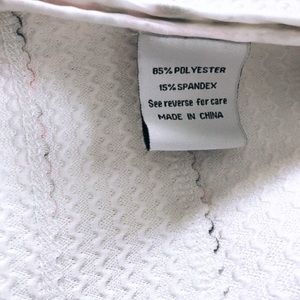 85% POLYESTER
15% SPANDEX
See reverse for care
MADE IN CHINA